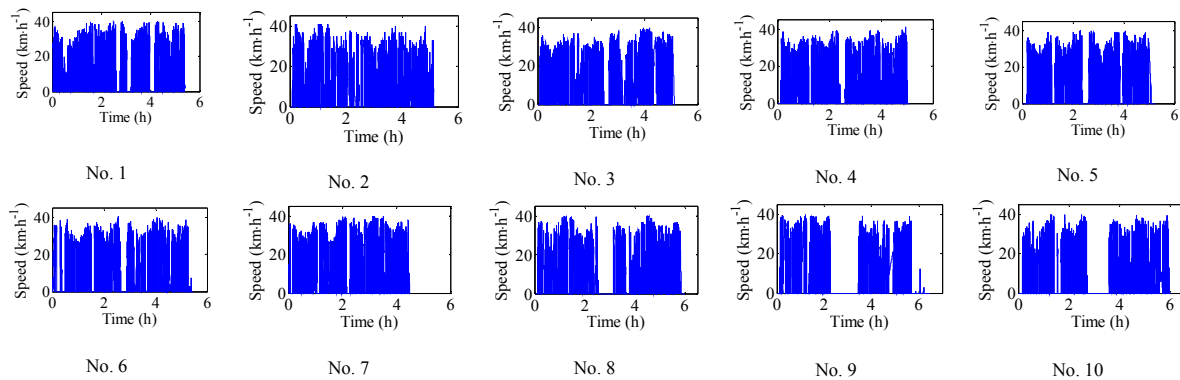 Speed (km·h⁻¹)
40
20
0
0 2 4 6
Time (h)
No. 1
Speed (km·h⁻¹)
40
20
0
0 2 4 6
Time (h)
No. 2
Speed (km·h⁻¹)
40
20
0
0 2 4 6
Time (h)
No. 3
Speed (km·h⁻¹)
40
20
0
0 2 4 6
Time (h)
No. 4
Speed (km·h⁻¹)
40
20
0
0 2 4 6
Time (h)
No. 5
Speed (km·h⁻¹)
40
20
0
0 2 4 6
Time (h)
No. 6
Speed (km·h⁻¹)
40
20
0
0 2 4 6
Time (h)
No. 7
Speed (km·h⁻¹)
40
20
0
0 2 4 6
Time (h)
No. 8
Speed (km·h⁻¹)
40
20
0
0 2 4 6
Time (h)
No. 9
Speed (km·h⁻¹)
40
20
0
0 2 4 6
Time (h)
No. 10